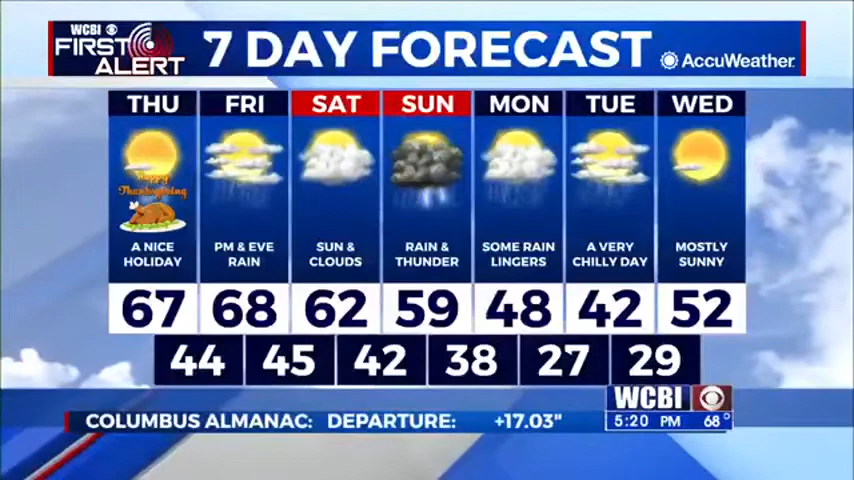 WCBI
FIRST
ALERT
7 DAY FORECAST
AccuWeather
THU FRI SAT SUN MON TUE WED
Happy
Thanksgiving
A NICE
HOLIDAY
PM & EVE
RAIN
SUN &
CLOUDS
RAIN &
THUNDER
SOME RAIN
LINGERS
A VERY
CHILLY DAY
MOSTLY
SUNNY
67 68 62 59 48 42 52
44 45 42 38 27 29
WCBI
COLUMBUS ALMANAC: DEPARTURE: +17.03"
5:20 PM 68°